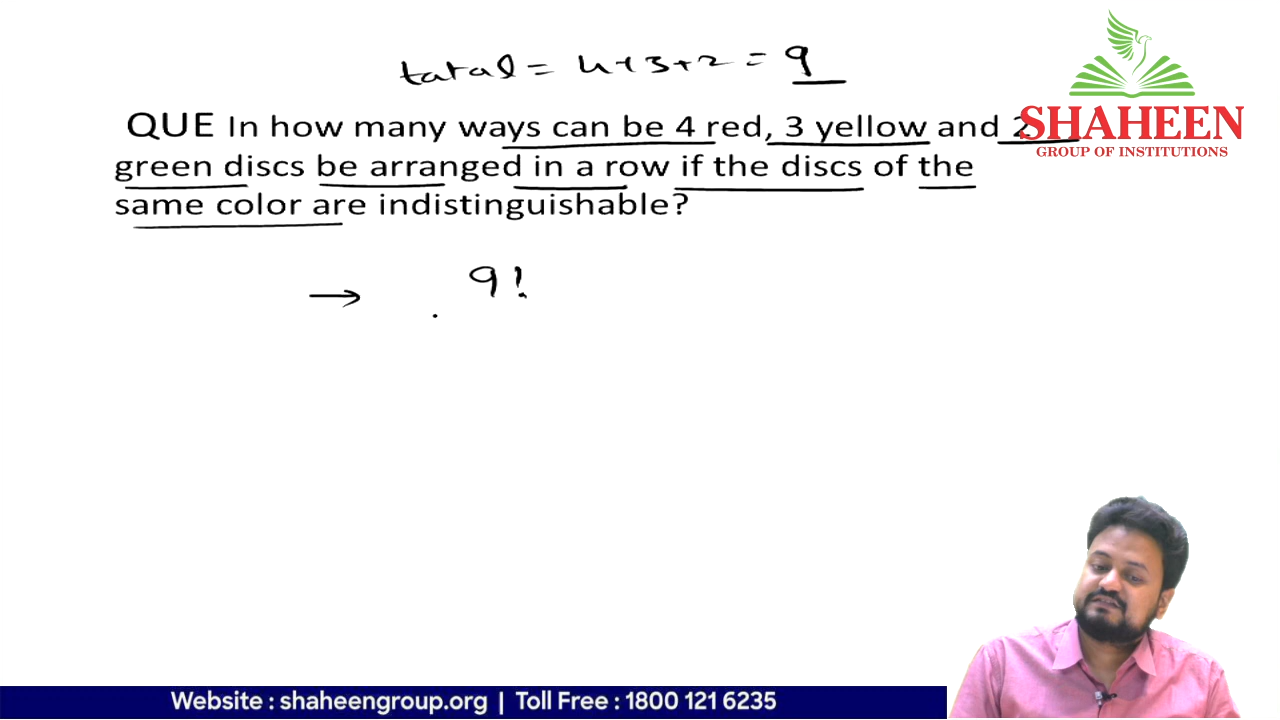 total = 4+3+2 = 9
QUE In how many ways can be 4 red, 3 yellow and 2
green discs be arranged in a row if the discs of the
same color are indistinguishable?
→ 9!
SHAHEEN
GROUP OF INSTITUTIONS
Website : shaheengroup.org | Toll Free : 1800 121 6235